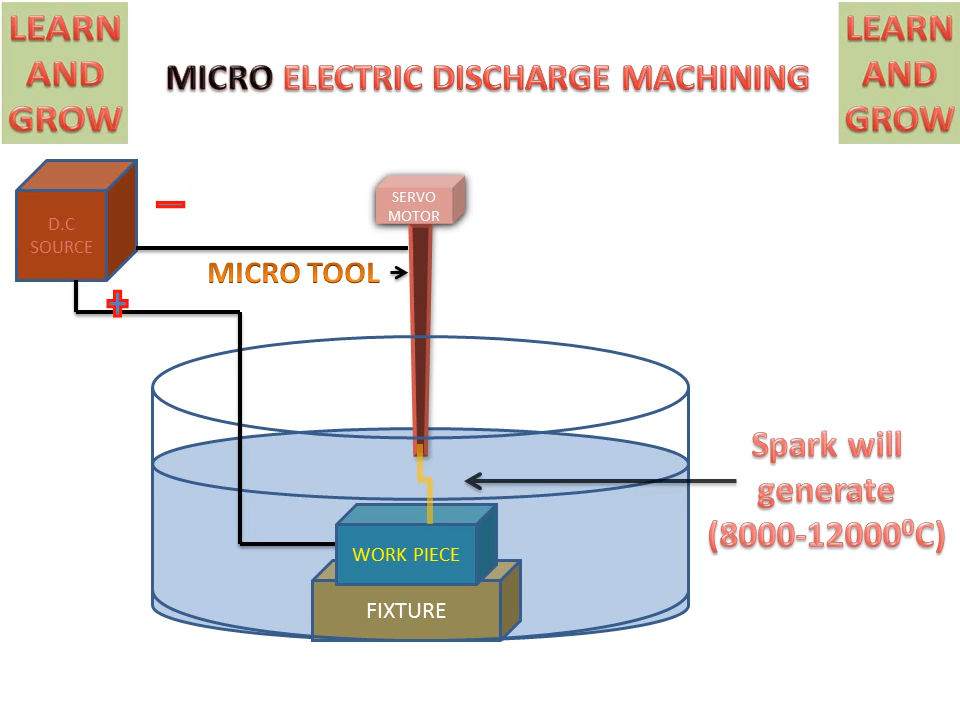 LEARN
AND
GROW
MICRO ELECTRIC DISCHARGE MACHINING
LEARN
AND
GROW
D.C
SOURCE
SERVO
MOTOR
MICRO TOOL
Spark will
generate
(8000-12000⁰C)
WORK PIECE
FIXTURE